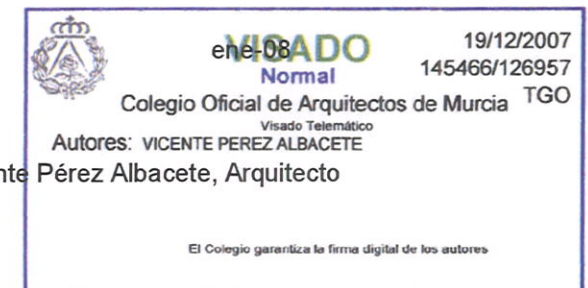 ene-08
VISADO
19/12/2007
Normal
145466/126957
Colegio Oficial de Arquitectos de Murcia TGO
Visado Telemático
Autores: VICENTE PEREZ ALBACETE
nte Pérez Albacete, Arquitecto
El Colegio garantiza la firma digital de los autores